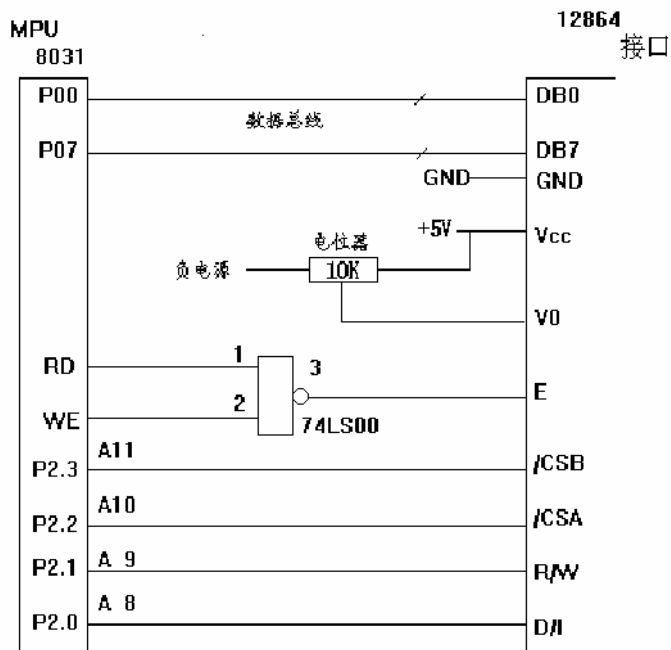 12864
MPU
接口
8031
P00
DB0
数据总线
P07
DB7
GND
GND
+5V
Vcc
电位器
负电源
10K
V0
1
3
RD
E
2
WE
74LS00
A11
P2.3
/CSB
A10
P2.2
/CSA
A 9
P2.1
R/W
A 8
P2.0
D/I